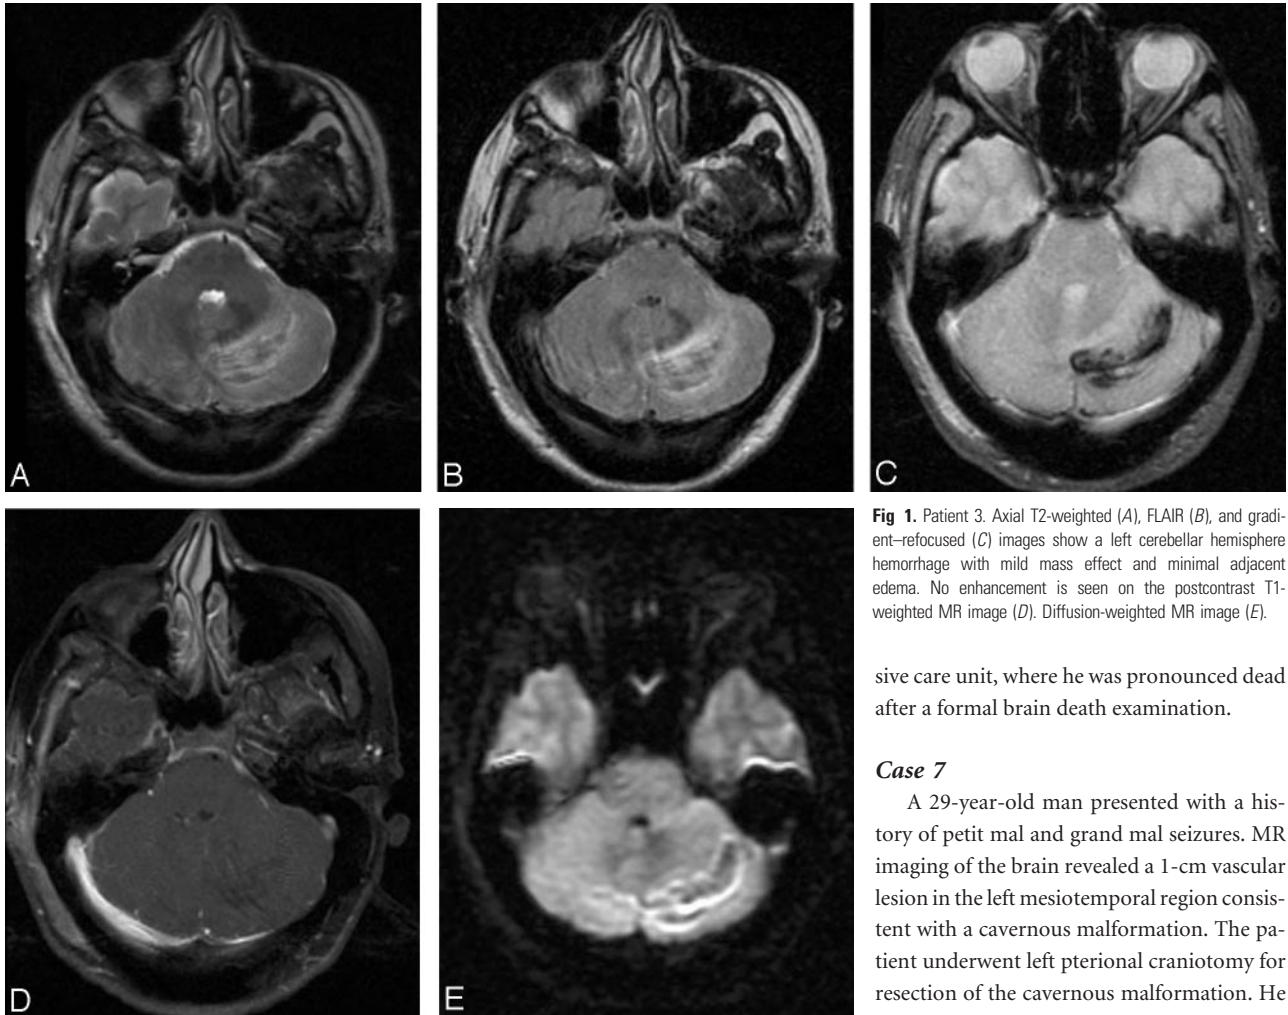 A
B
C
Fig 1. Patient 3. Axial T2-weighted (A), FLAIR (B), and gradi-
ent–refocused (C) images show a left cerebellar hemisphere
hemorrhage with mild mass effect and minimal adjacent
edema. No enhancement is seen on the postcontrast T1-
weighted MR image (D). Diffusion-weighted MR image (E).
D
E
sive care unit, where he was pronounced dead
after a formal brain death examination.
Case 7
A 29-year-old man presented with a his-
tory of petit mal and grand mal seizures. MR
imaging of the brain revealed a 1-cm vascular
lesion in the left mesiotemporal region consis-
tent with a cavernous malformation. The pa-
tient underwent left pterional craniotomy for
resection of the cavernous malformation. He